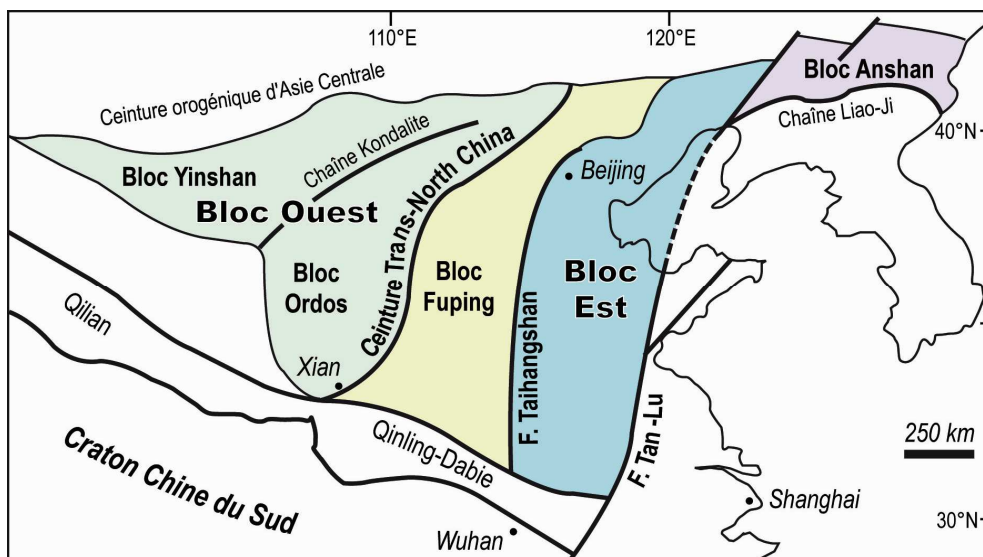 110°E
120°E
Ceinture orogénique d'Asie Centrale
Bloc Anshan
Chaîne Liao-Ji
40°N
Chaîne Kondalite
Bloc Yinshan
Bloc Ouest
Beijing
Ceinture Trans-North China
Bloc
Ordos
Bloc
Fuping
Bloc
Est
Qilian
Xian
F. Taihangshan
F. Tan -Lu
Qinling-Dabie
250 km
Craton Chine du Sud
Shanghai
Wuhan
30°N